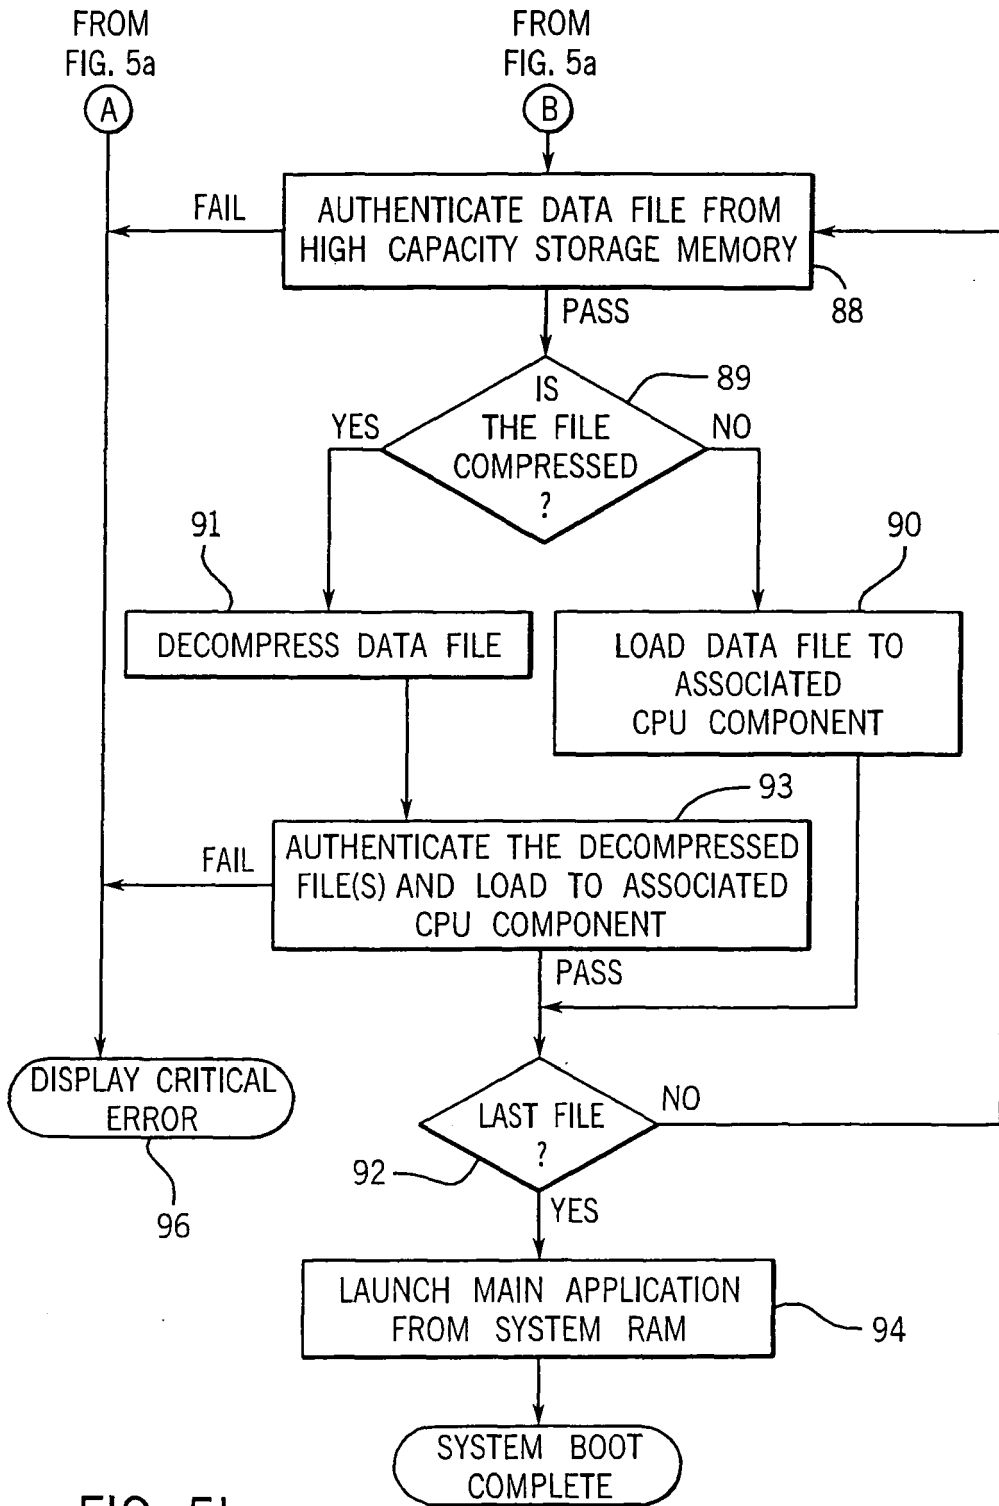 FROM
FIG. 5a
A
FROM
FIG. 5a
B
AUTHENTICATE DATA FILE FROM
HIGH CAPACITY STORAGE MEMORY
FAIL
88
PASS
IS
THE FILE
COMPRESSED
?
89
YES
NO
91
90
DECOMPRESS DATA FILE
LOAD DATA FILE TO
ASSOCIATED
CPU COMPONENT
93
AUTHENTICATE THE DECOMPRESSED
FILE(S) AND LOAD TO ASSOCIATED
CPU COMPONENT
FAIL
PASS
DISPLAY CRITICAL
ERROR
96
LAST FILE
?
NO
92
YES
LAUNCH MAIN APPLICATION
FROM SYSTEM RAM
94
SYSTEM BOOT
COMPLETE